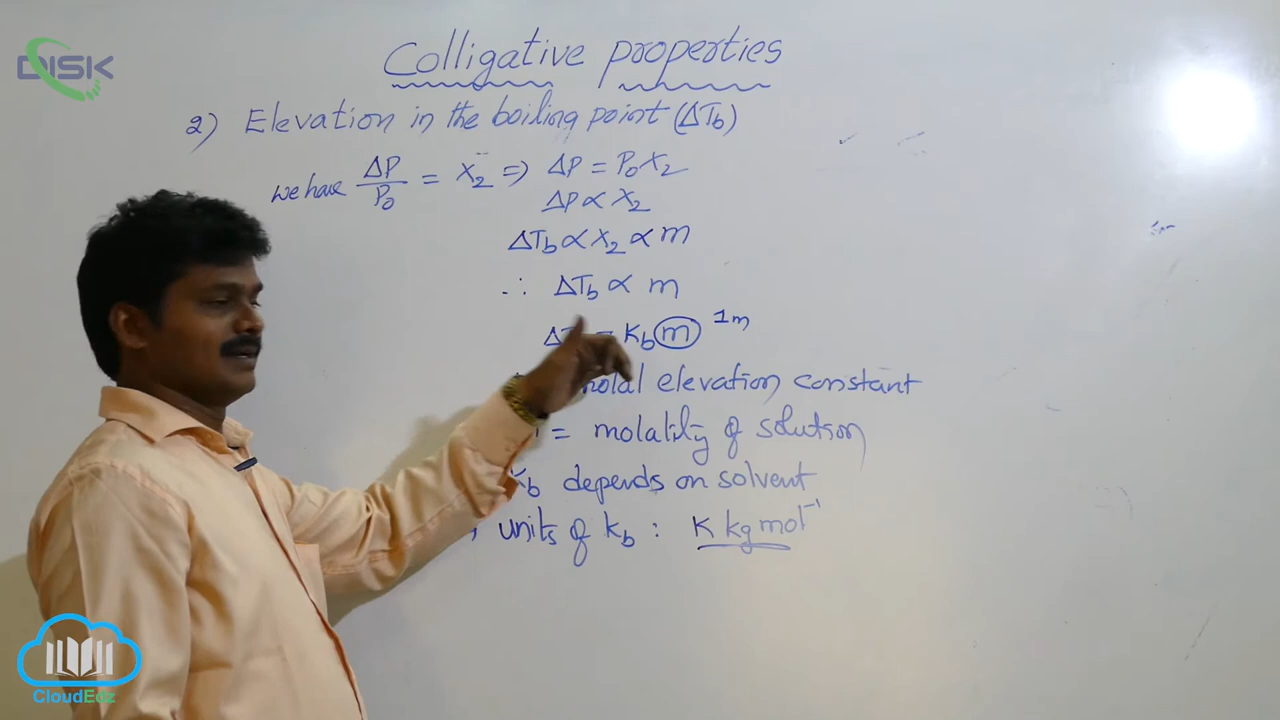 DISK
Colligative properties
2) Elevation in the boiling point (ΔTb)
we have ΔP/P₀ = X₂ ⇒ ΔP = P₀X₂
ΔP ∝ X₂
ΔTb ∝ X₂ ∝ m
∴ ΔTb ∝ m
= Kb m 1m
molal elevation constant
= molality of solution
Kb depends on solvent
units of Kb : K kg mol⁻¹
CloudEdz